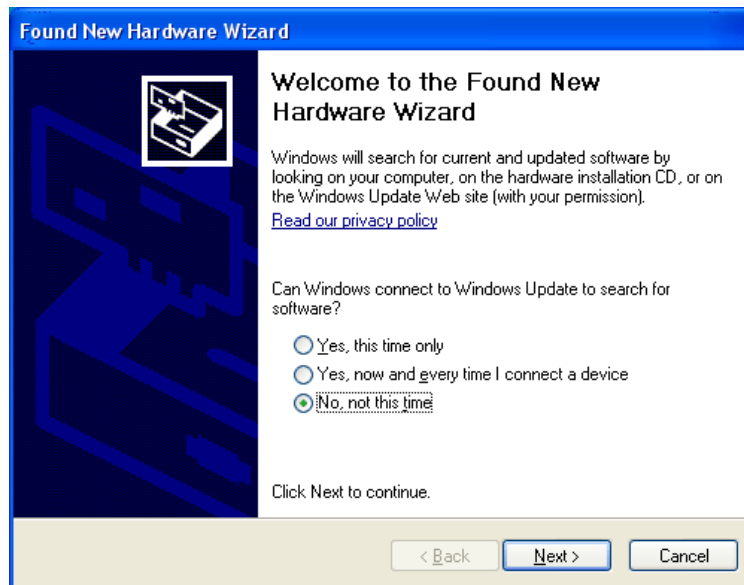 Found New Hardware Wizard
Welcome to the Found New
Hardware Wizard
Windows will search for current and updated software by
looking on your computer, on the hardware installation CD, or on
the Windows Update Web site (with your permission).
Read our privacy policy
Can Windows connect to Windows Update to search for
software?
Yes, this time only
Yes, now and every time I connect a device
No, not this time
Click Next to continue.
< Back
Next >
Cancel